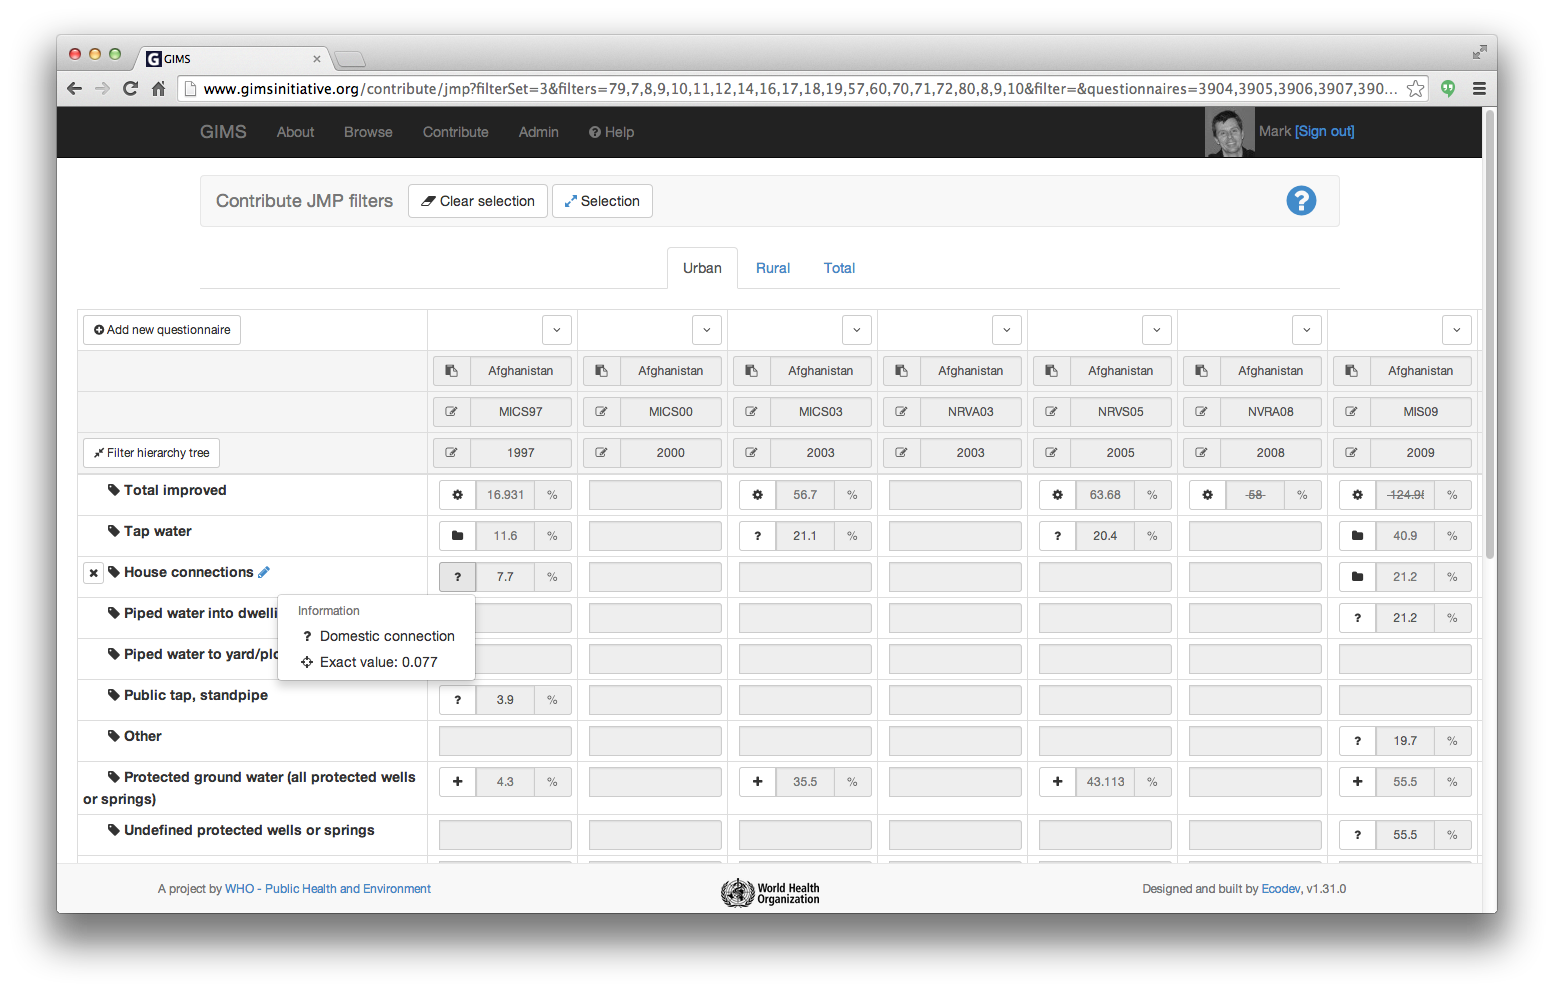 GIMS
www.gimsinitiative.org/contribute/jmp?filterSet=3&filters=79,7,8,9,10,11,12,14,16,17,18,19,57,60,70,71,72,80,8,9,10&filter=&questionnaires=3904,3905,3906,3907,390...
GIMS About Browse Contribute Admin Help Mark [Sign out]
Contribute JMP filters Clear selection Selection ?
Urban Rural Total
Add new questionnaire
Afghanistan Afghanistan Afghanistan Afghanistan Afghanistan Afghanistan Afghanistan
MICS97 MICS00 MICS03 NRVA03 NRVS05 NVRA08 MIS09
Filter hierarchy tree 1997 2000 2003 2003 2005 2008 2009
Total improved 16.931 % 56.7 % 63.68 % 58 % %
Tap water 11.6 % ? 21.1 % ? 20.4 % 40.9 %
House connections ? 7.7 % 21.2 %
Piped water into ? 21.2 %
Information
? Domestic connection
Exact value: 0.077
Piped water to
Public tap, standpipe ? 3.9 %
Other ? 19.7 %
Protected ground water (all protected wells
or springs) 4.3 % 35.5 % 43.113 % 55.5 %
Undefined protected wells or springs ? 55.5 %
A project by WHO - Public Health and Environment
World Health
Organization
Designed and built by Ecodev, v1.31.0